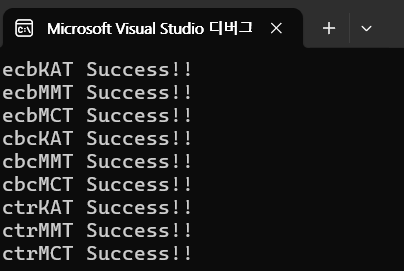 Microsoft Visual Studio 디버그
ecbKAT Success!!
ecbMMT Success!!
ecbMCT Success!!
cbcKAT Success!!
cbcMMT Success!!
cbcMCT Success!!
ctrKAT Success!!
ctrMMT Success!!
ctrMCT Success!!